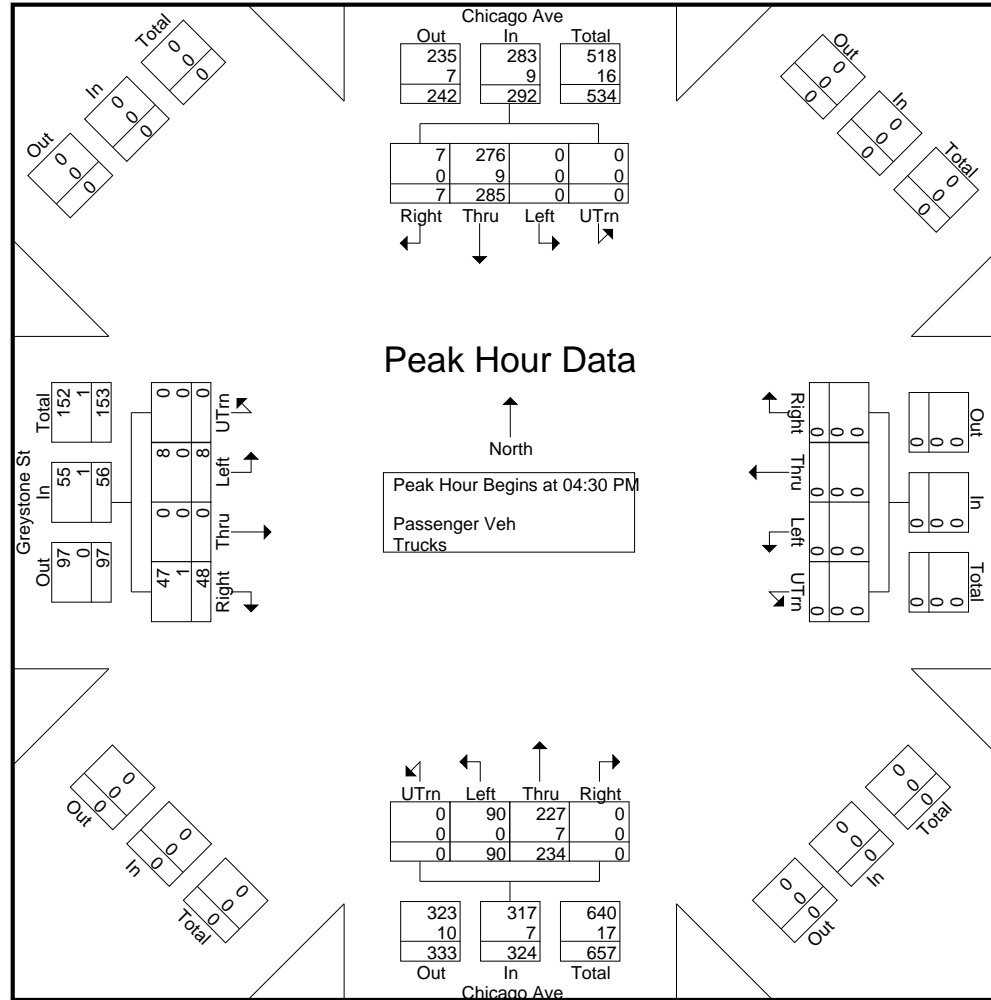 Chicago Ave
Out In Total
235 283 518
7 9 16
242 292 534
7 276 0 0
0 9 0 0
7 285 0 0
Right Thru Left UTrn
Total
0
0
0
In
0
0
0
Out
0
0
0
Out
0
0
0
In
0
0
0
Total
0
0
0
Peak Hour Data
North
Peak Hour Begins at 04:30 PM
Passenger Veh
Trucks
Greystone St
Out In Total
97 55 152
0 1 1
97 56 153
47 0 8 0
1 0 0 0
48 0 8 0
Right Thru Left UTrn
Out In Total
0 0 0
0 0 0
0 0 0
Right Thru Left UTrn
0 0 0 0
0 0 0 0
0 0 0 0
UTrn Left Thru Right
0 90 227 0
0 0 7 0
0 90 234 0
323 317 640
10 7 17
333 324 657
Out In Total
Chicago Ave
0
0
0
Out
0
0
0
In
0
0
0
Total
0
0
0
Total
0
0
0
In
0
0
0
Out